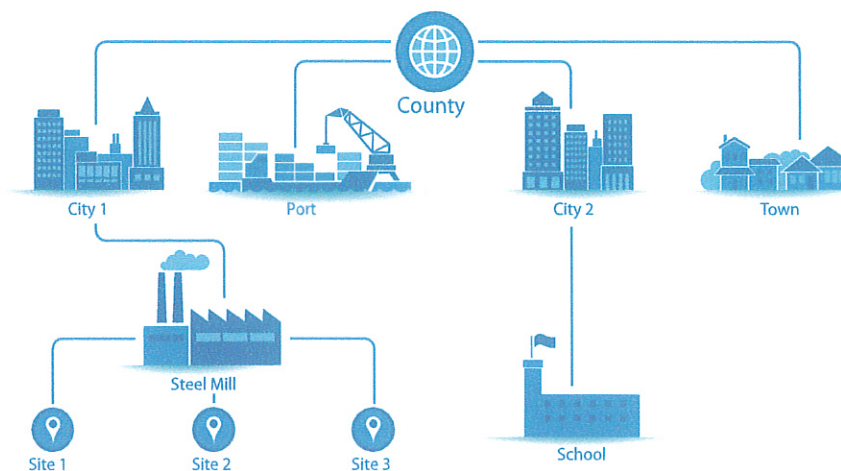 County
City 1
Port
City 2
Town
Steel Mill
Site 1
Site 2
Site 3
School